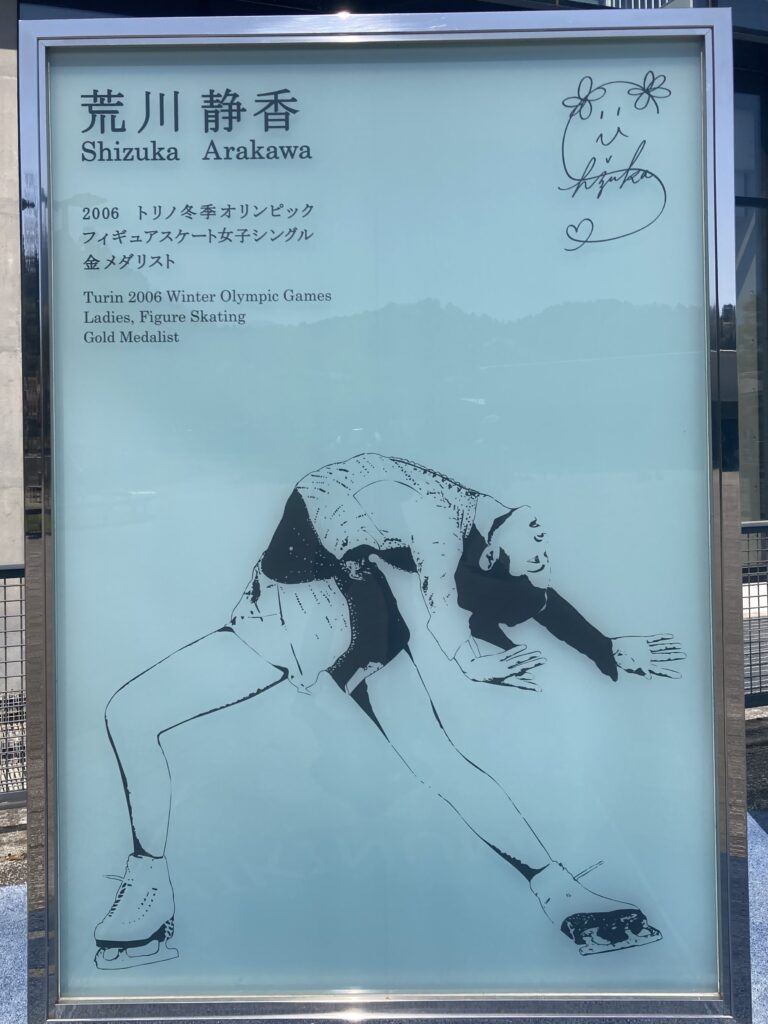 荒川 静香
Shizuka Arakawa
2006 トリノ冬季オリンピック
フィギュアスケート女子シングル
金メダリスト
Turin 2006 Winter Olympic Games
Ladies, Figure Skating
Gold Medalist
Shizuka